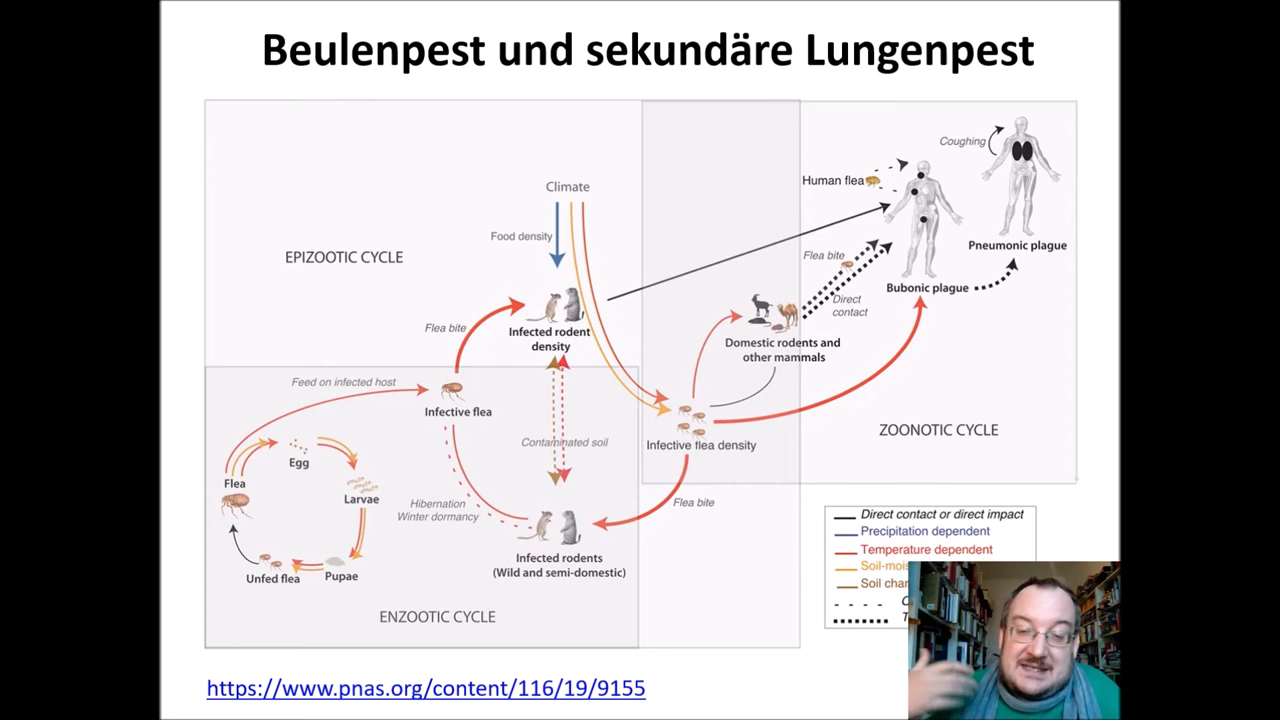 Beulenpest und sekundäre Lungenpest
Coughing
Climate
Human flea
Food density
Pneumonic plague
EPIZOOTIC CYCLE
Flea bite
Bubonic plague
Direct
contact
Flea bite
Infected rodent
density
Domestic rodents and
other mammals
Feed on infected host
Infective flea
Contaminated soil
Infective flea density
ZOONOTIC CYCLE
Egg
Flea
Larvae
Hibernation
Winter dormancy
Flea bite
Infected rodents
(Wild and semi-domestic)
Unfed flea
Pupae
ENZOOTIC CYCLE
Direct contact or direct impact
Precipitation dependent
Temperature dependent
https://www.pnas.org/content/116/19/9155